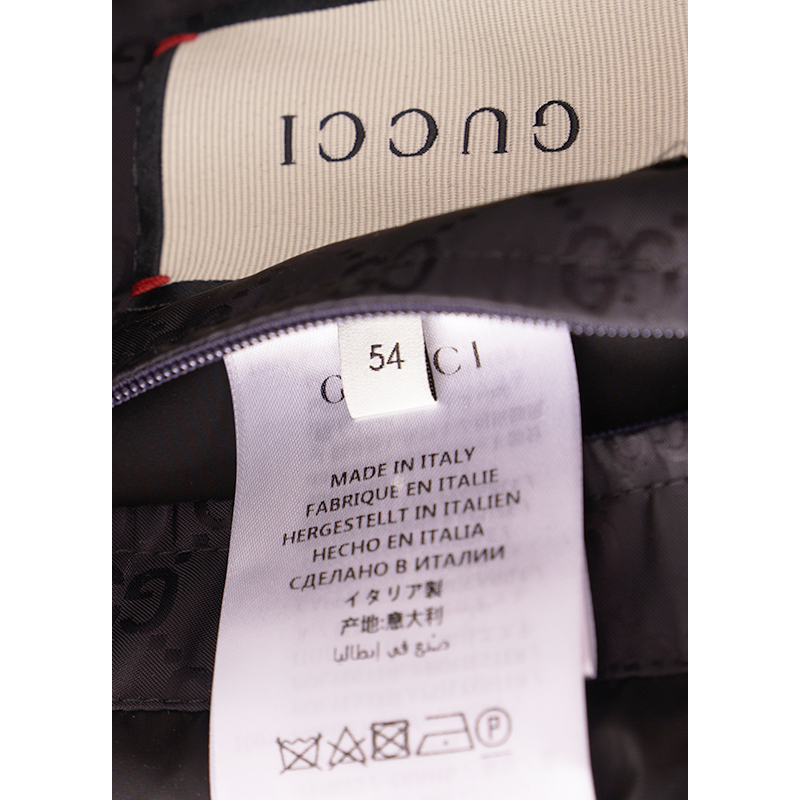 GUCCI
54
G CI
MADE IN ITALY
FABRIQUE EN ITALIE
HERGESTELLT IN ITALIEN
HECHO EN ITALIA
СДЕЛАНО В ИТАЛИИ
イタリア製
产地:意大利
صنع في إيطاليا
P